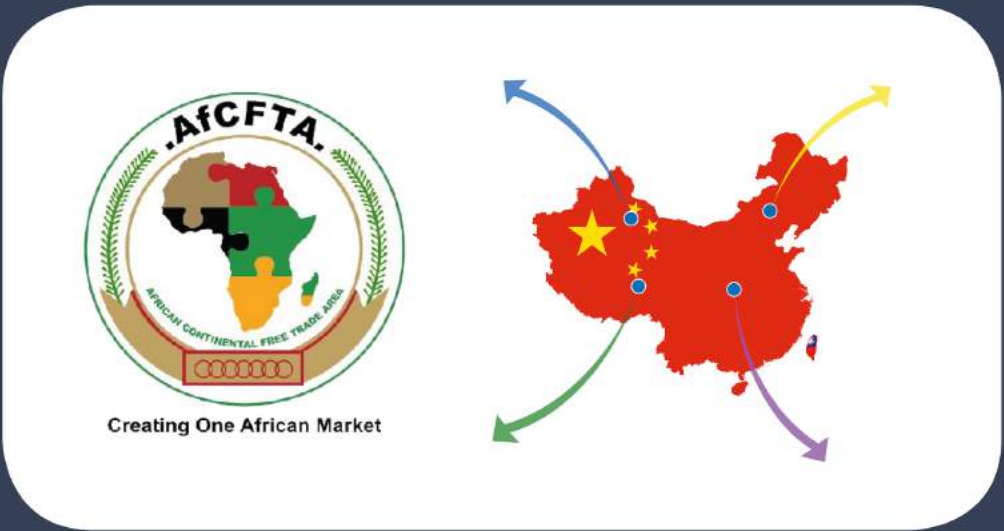 .AfCFTA.
AFRICAN CONTINENTAL FREE TRADE AREA
Creating One African Market